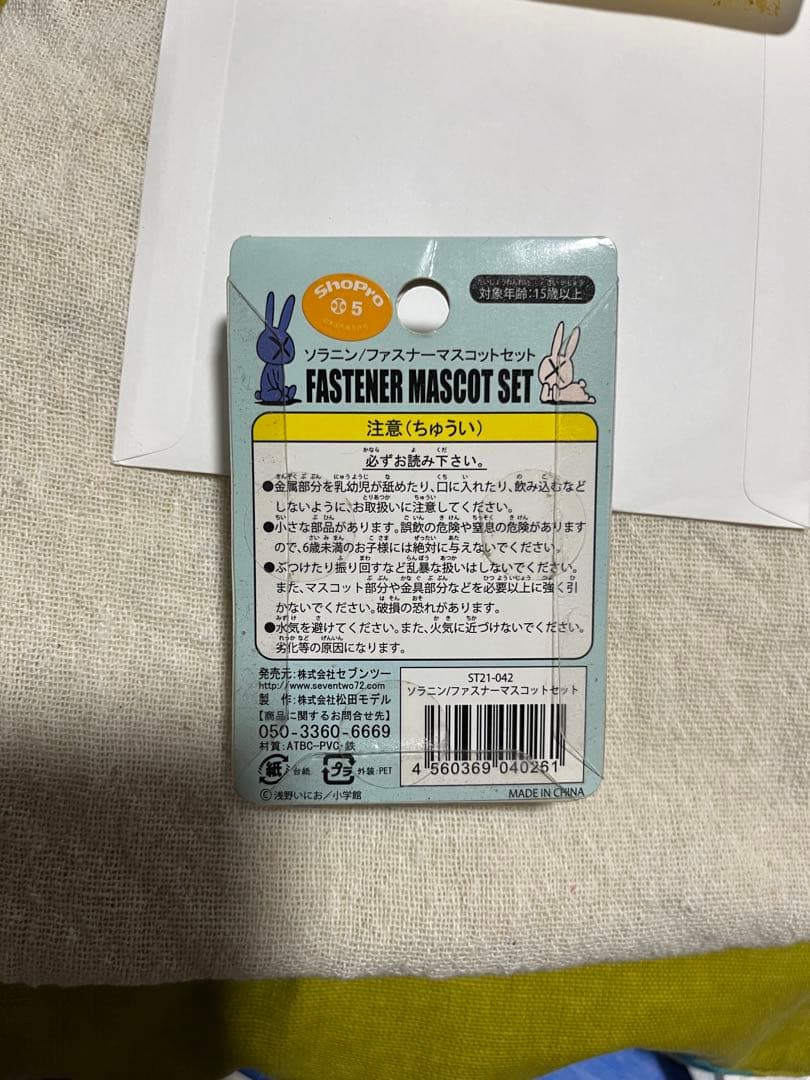 ShoPro
5
対象年齢:15歳以上
ソラニン/ファスナーマスコットセット
FASTENER MASCOT SET
注意(ちゅうい)
必ずお読み下さい。
●金属部分を乳幼児が舐めたり、口に入れたり、飲み込むなど
しないように、お取扱いに注意してください。
●小さな部品があります。誤飲の危険や窒息の危険があります
ので、6歳未満のお子様には絶対に与えないでください。
●ぶつけたり振り回すなど乱暴な扱いはしないでください。
また、マスコット部分や金具部分などを必要以上に強く引
かないでください。破損の恐れがあります。
●水気を避けてください。また、火気に近づけないでください。
劣化等の原因になります。
発売元:株式会社セブンツー
http://www.seventwo72.com
製 作:株式会社松田モデル
【商品に関するお問合せ先】
050-3360-6669
材質:ATBC-PVC・鉄
紙 台紙 プラ 外装:PET
©浅野いにお/小学館
ST21-042
ソラニン/ファスナーマスコットセット
4 560369 040261
MADE IN CHINA